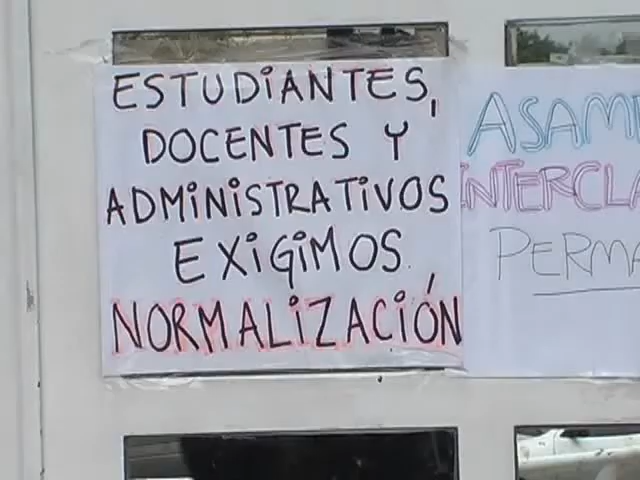 ESTUDIANTES,
DOCENTES Y
ADMINISTRATIVOS
EXIGIMOS
NORMALIZACIÓN